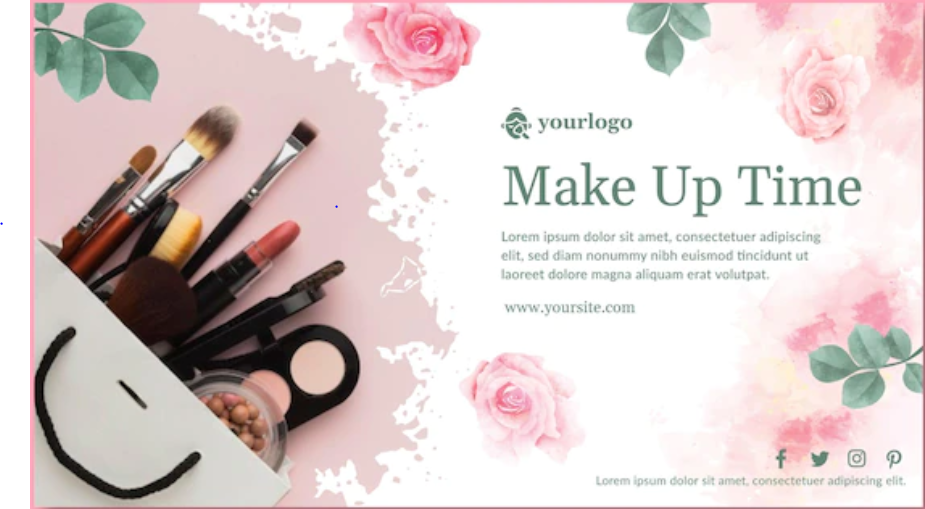 yourlogo
Make Up Time
Lorem ipsum dolor sit amet, consectetuer adipiscing
elit, sed diam nonummy nibh euismod tincidunt ut
laoreet dolore magna aliquam erat volutpat.
www.yoursite.com
Lorem ipsum dolor sit amet, consectetuer adipiscing elit.